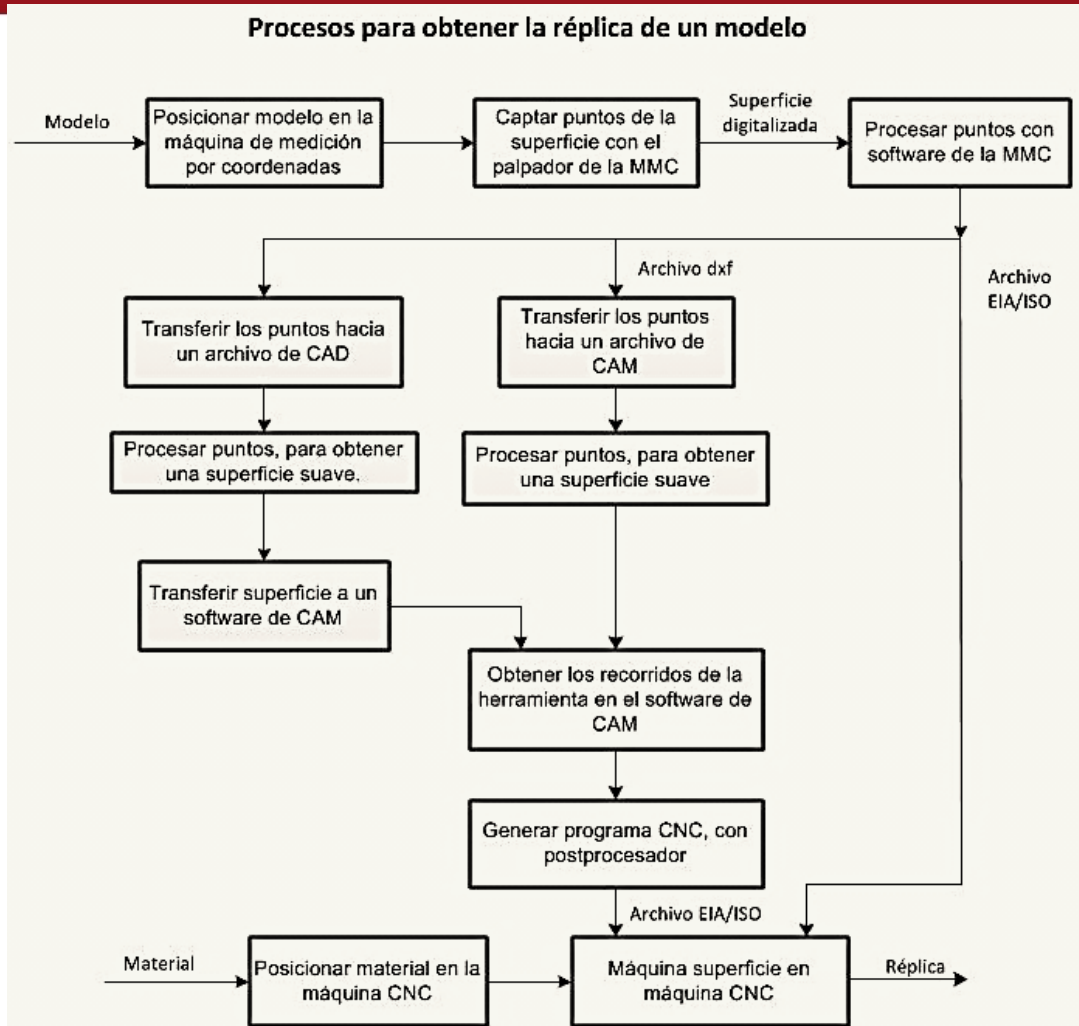 Procesos para obtener la réplica de un modelo
Modelo
Posicionar modelo en la
máquina de medición
por coordenadas
Captar puntos de la
superficie con el
palpador de la MMC
Superficie
digitalizada
Procesar puntos con
software de la MMC
Archivo dxf
Archivo
EIA/ISO
Transferir los puntos hacia
un archivo de CAD
Transferir los puntos
hacia un archivo de
CAM
Procesar puntos, para obtener
una superficie suave.
Procesar puntos, para obtener
una superficie suave
Transferir superficie a un
software de CAM
Obtener los recorridos de la
herramienta en el software de
CAM
Generar programa CNC, con
postprocesador
Archivo EIA/ISO
Material
Posicionar material en la
máquina CNC
Máquina superficie en
máquina CNC
Réplica